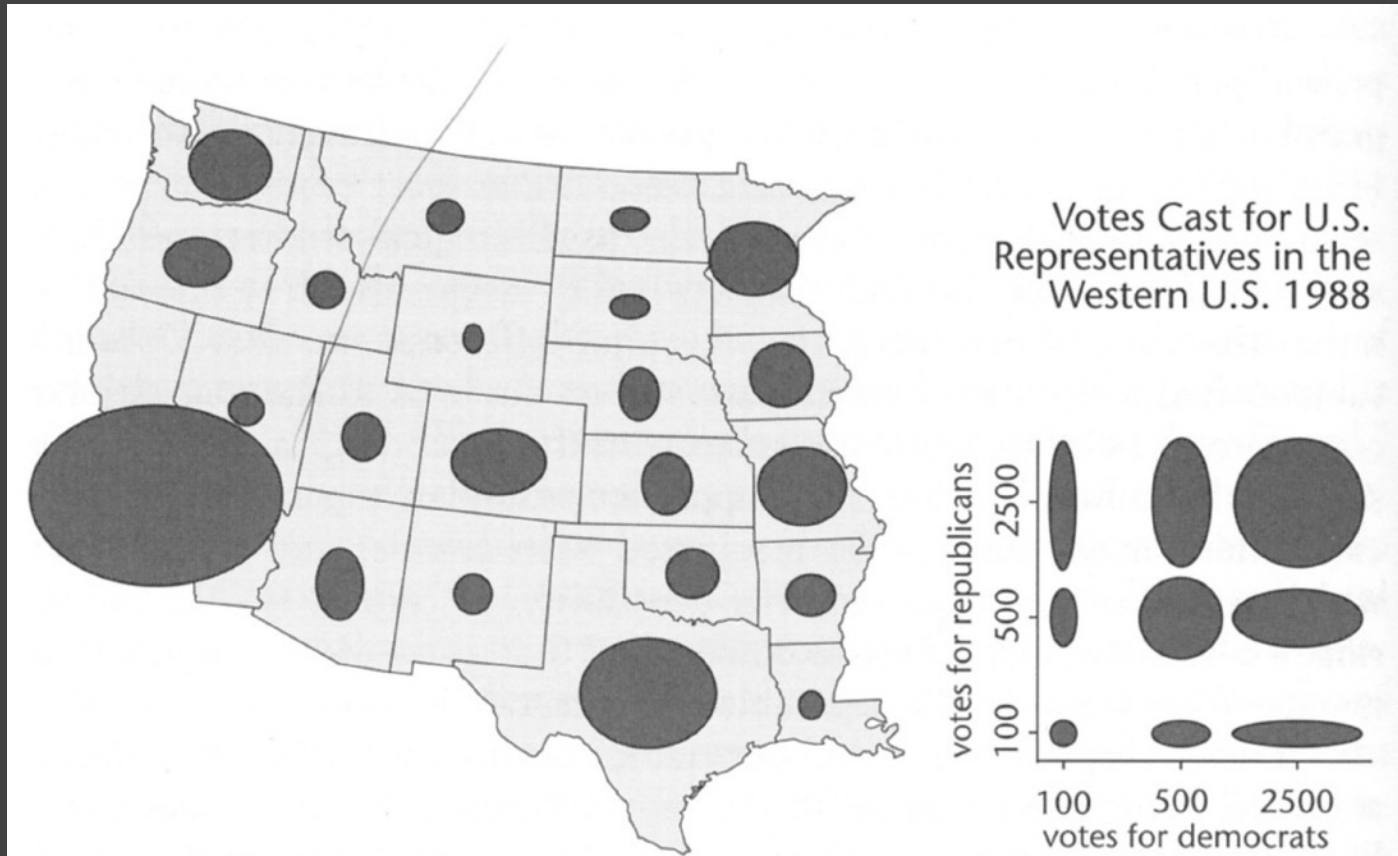 Votes Cast for U.S.
Representatives in the
Western U.S. 1988
votes for republicans
2500
500
100
100 500 2500
votes for democrats